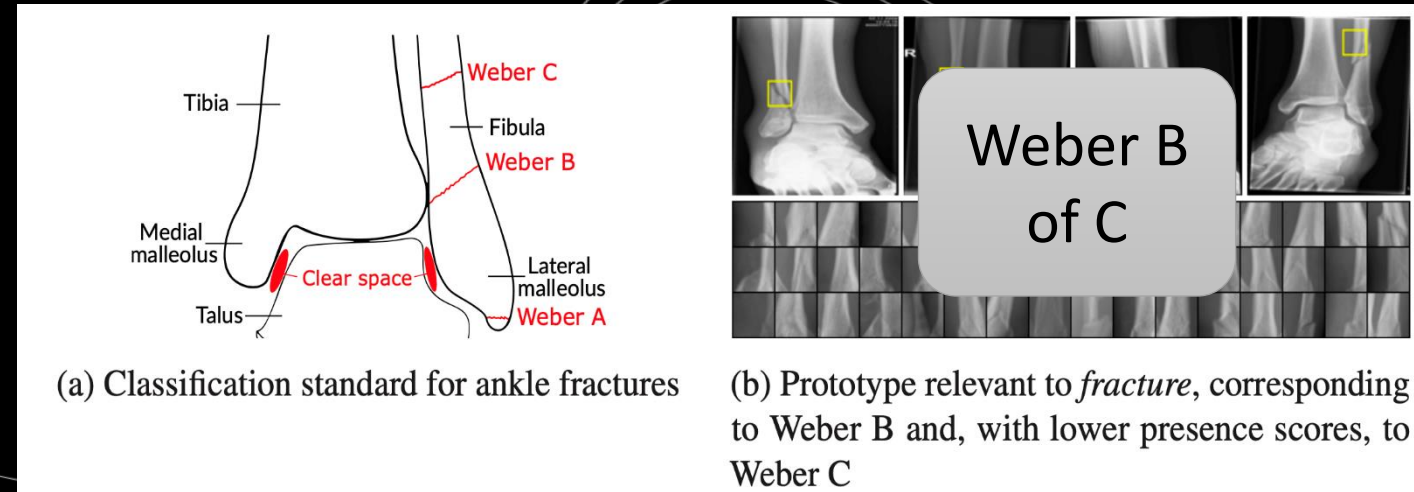 Weber C
Tibia
Fibula
Weber B
Medial
malleolus
Clear space
Lateral
malleolus
Talus
Weber A
(a) Classification standard for ankle fractures
R
Weber B
of C
(b) Prototype relevant to fracture, corresponding
to Weber B and, with lower presence scores, to
Weber C